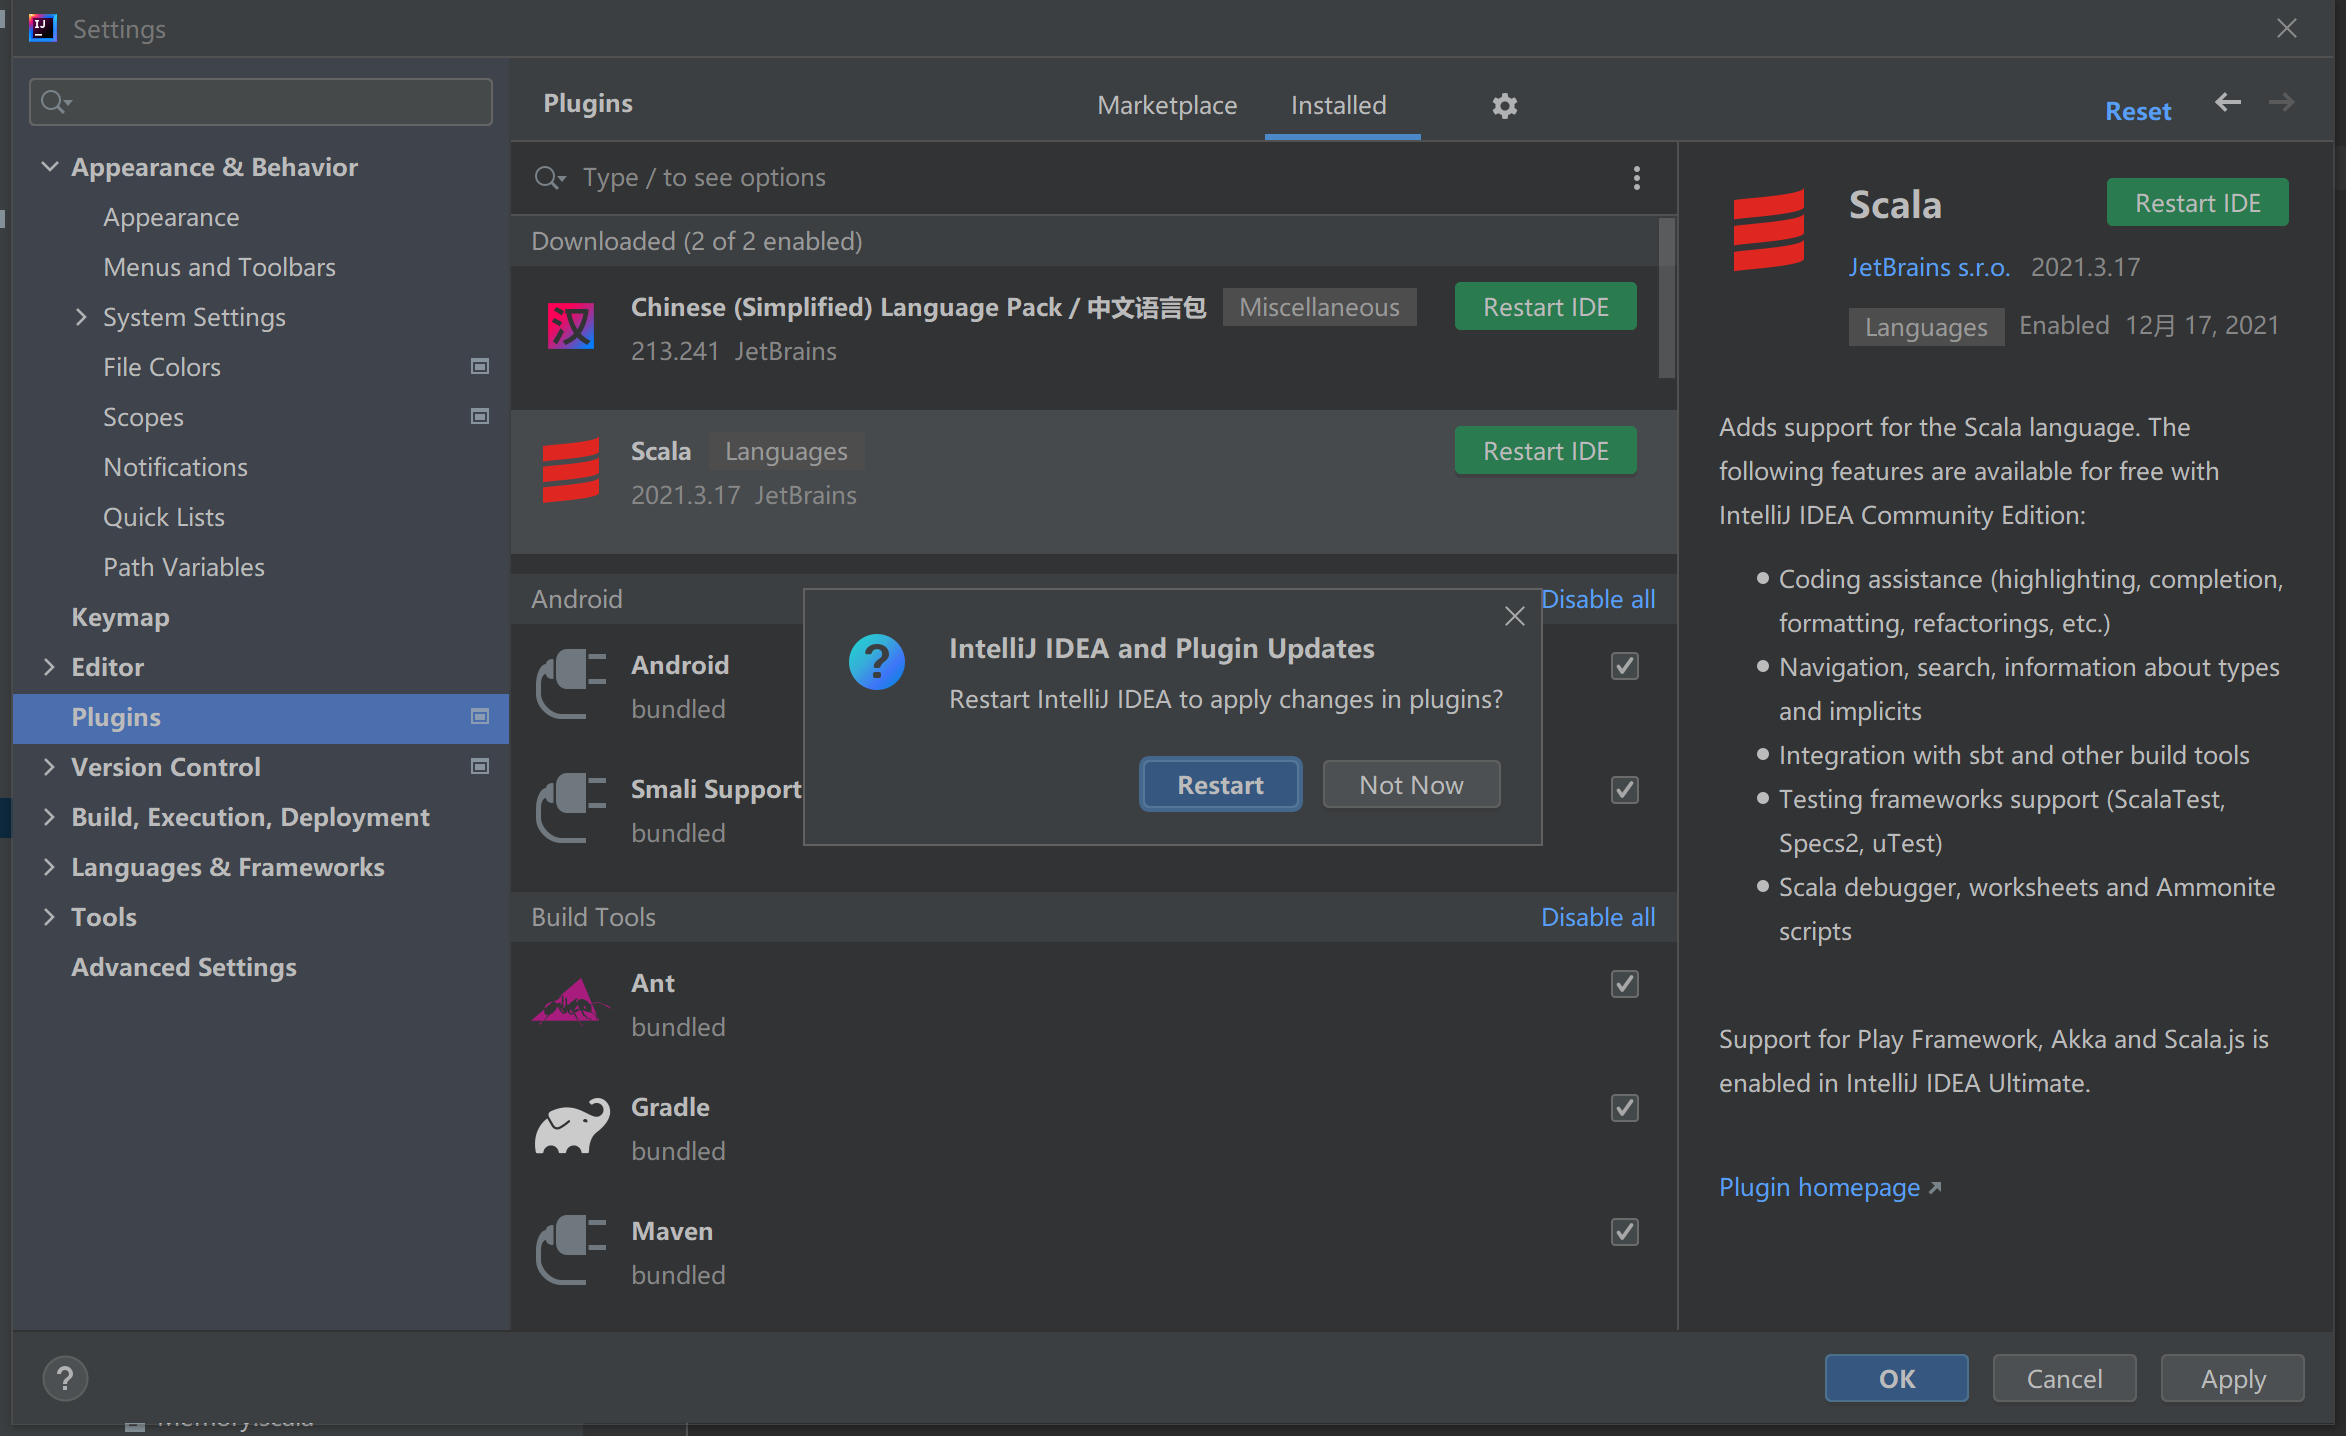 Settings
Appearance & Behavior
Appearance
Menus and Toolbars
System Settings
File Colors
Scopes
Notifications
Quick Lists
Path Variables
Keymap
Editor
Plugins
Version Control
Build, Execution, Deployment
Languages & Frameworks
Tools
Advanced Settings
Plugins
Marketplace
Installed
Reset
Type / to see options
Downloaded (2 of 2 enabled)
汉
Chinese (Simplified) Language Pack / 中文语言包 Miscellaneous
Restart IDE
213.241 JetBrains
Scala Languages
Restart IDE
2021.3.17 JetBrains
Android
Disable all
Android
bundled
Smali Support
bundled
IntelliJ IDEA and Plugin Updates
Restart IntelliJ IDEA to apply changes in plugins?
Restart
Not Now
Build Tools
Disable all
Ant
bundled
Gradle
bundled
Maven
bundled
Scala
Restart IDE
JetBrains s.r.o. 2021.3.17
Languages Enabled 12月 17, 2021
Adds support for the Scala language. The
following features are available for free with
IntelliJ IDEA Community Edition:
Coding assistance (highlighting, completion,
formatting, refactorings, etc.)
Navigation, search, information about types
and implicits
Integration with sbt and other build tools
Testing frameworks support (ScalaTest,
Specs2, uTest)
Scala debugger, worksheets and Ammonite
scripts
Support for Play Framework, Akka and Scala.js is
enabled in IntelliJ IDEA Ultimate.
Plugin homepage
?
OK
Cancel
Apply
Memory.scala